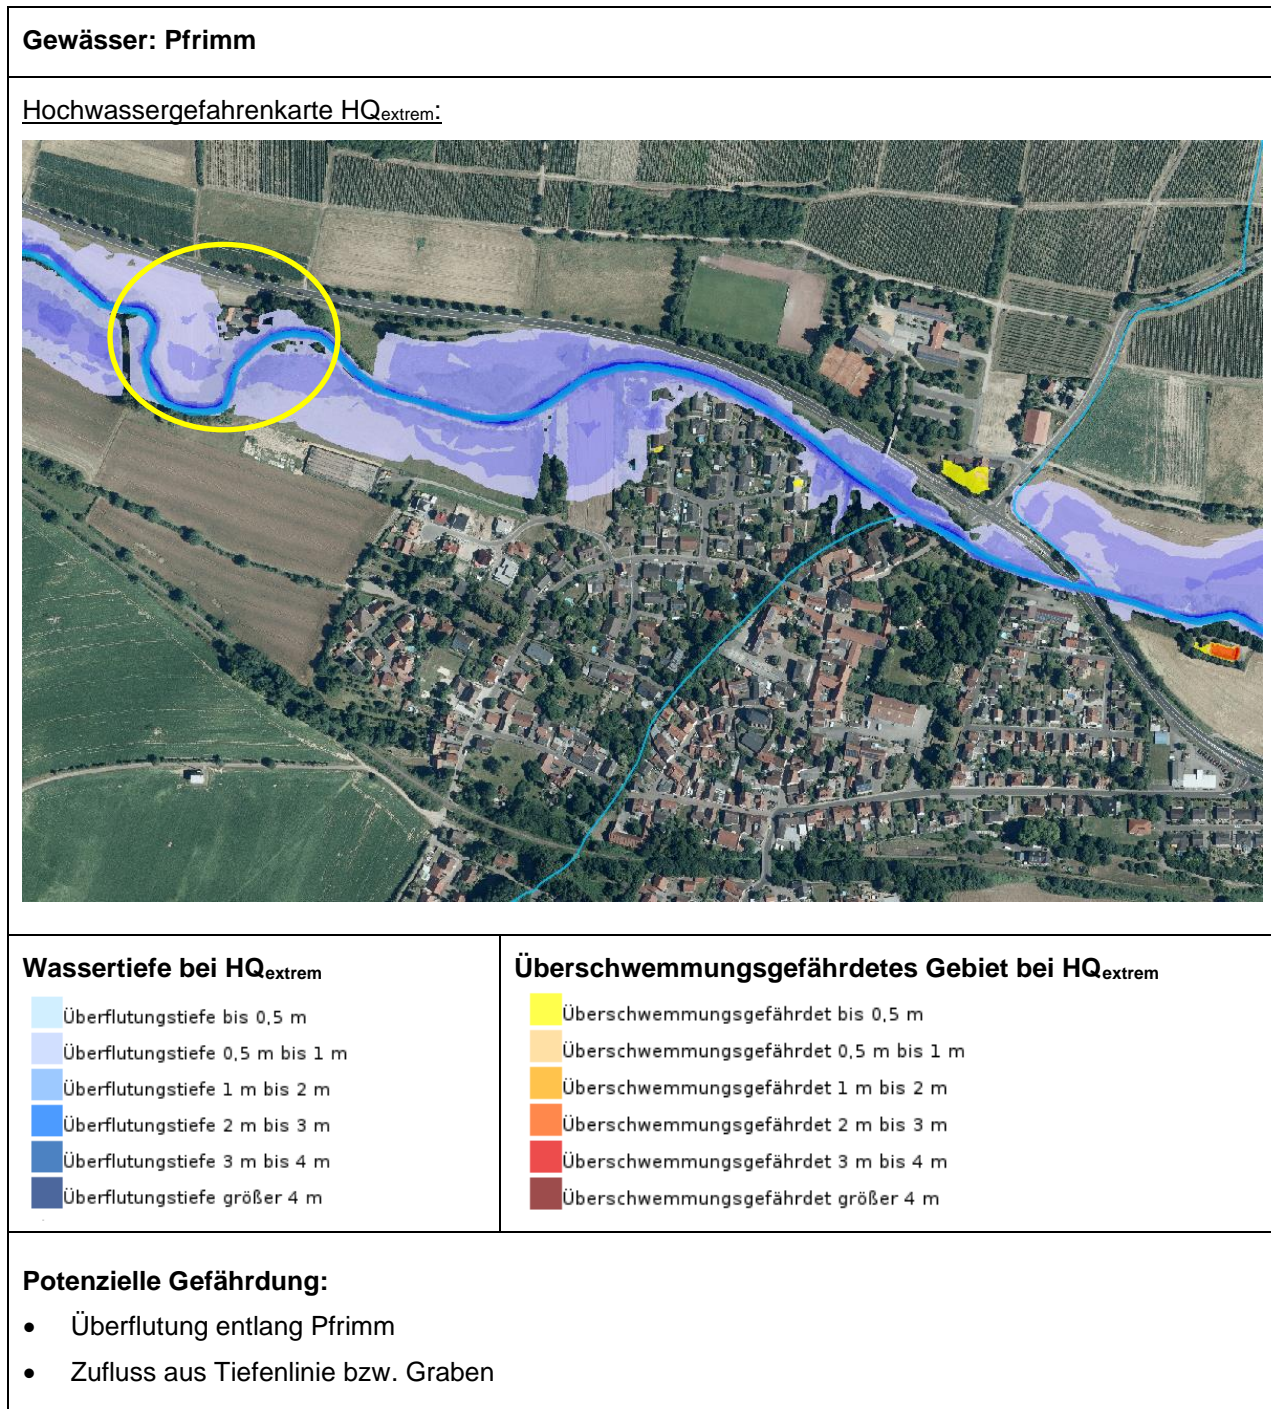 Gewässer: Pfrimm
Hochwassergefahrenkarte HQextrem:
Wassertiefe bei HQextrem
Überflutungstiefe bis 0,5 m
Überflutungstiefe 0,5 m bis 1 m
Überflutungstiefe 1 m bis 2 m
Überflutungstiefe 2 m bis 3 m
Überflutungstiefe 3 m bis 4 m
Überflutungstiefe größer 4 m
Überschwemmungsgefährdetes Gebiet bei HQextrem
Überschwemmungsgefährdet bis 0,5 m
Überschwemmungsgefährdet 0,5 m bis 1 m
Überschwemmungsgefährdet 1 m bis 2 m
Überschwemmungsgefährdet 2 m bis 3 m
Überschwemmungsgefährdet 3 m bis 4 m
Überschwemmungsgefährdet größer 4 m
Potenzielle Gefährdung:
• Überflutung entlang Pfrimm
• Zufluss aus Tiefenlinie bzw. Graben